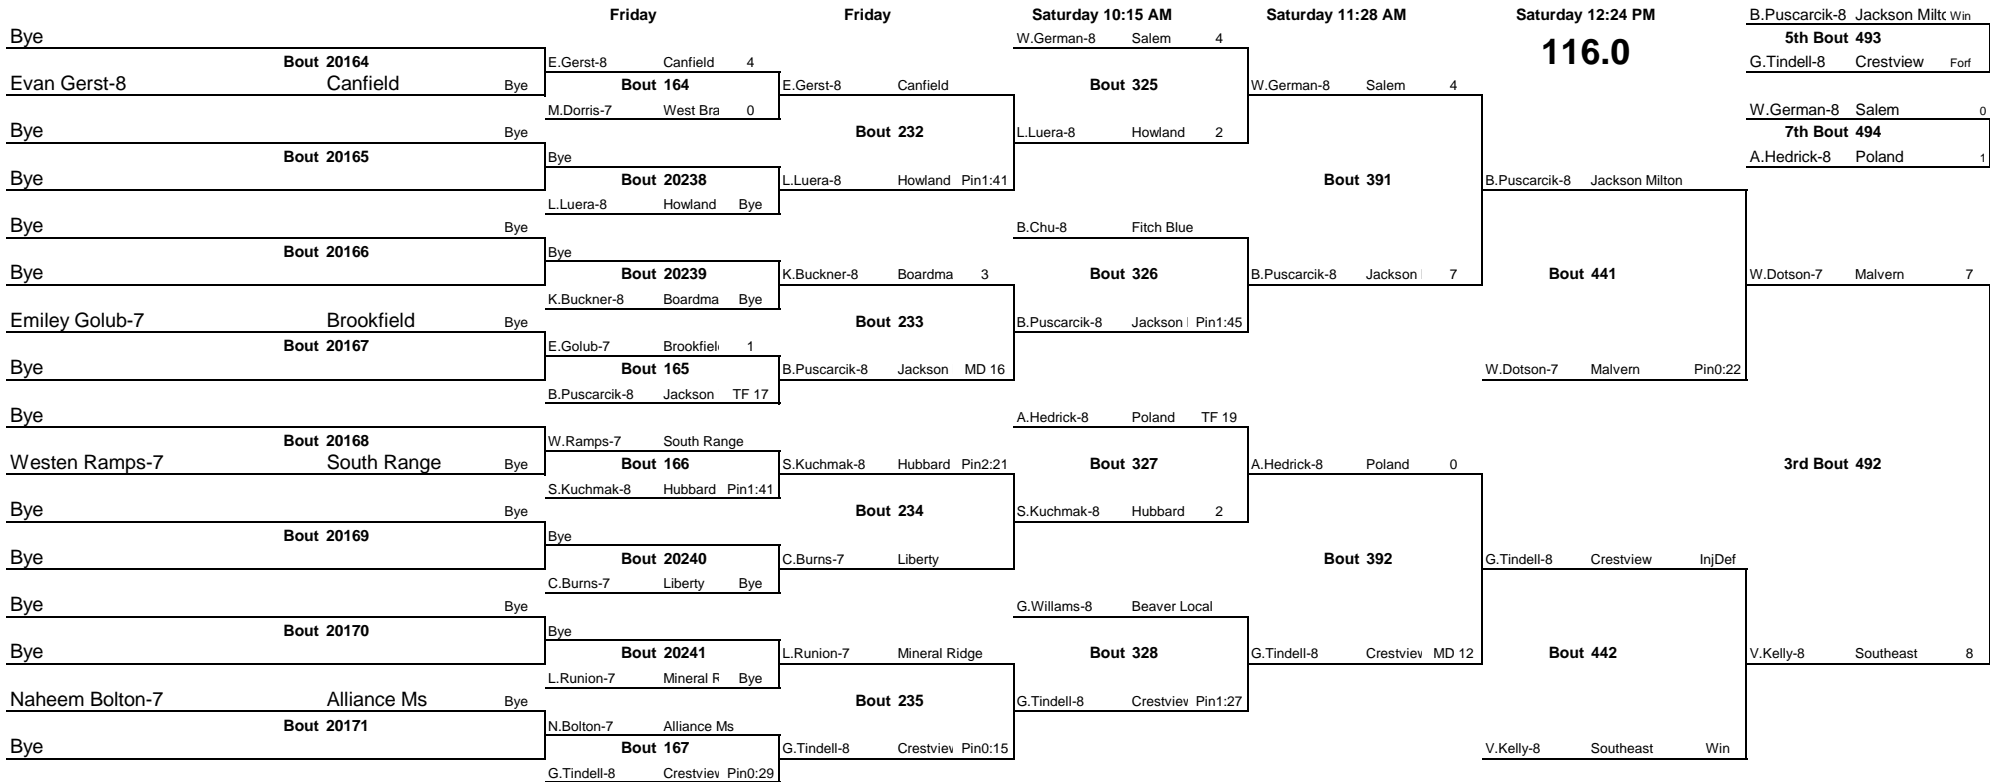 Friday Friday Saturday 10:15 AM Saturday 11:28 AM Saturday 12:24 PM
116.0
Bye
Bout 20164
Evan Gerst-8 Canfield Bye
Bye Bye
Bout 20165
Bye
Bye Bye
Bout 20166
Bye
Emiley Golub-7 Brookfield Bye
Bout 20167
Bye
Bye
Bout 20168
Westen Ramps-7 South Range Bye
Bye Bye
Bout 20169
Bye
Bye Bye
Bout 20170
Bye
Naheem Bolton-7 Alliance Ms Bye
Bout 20171
Bye
E.Gerst-8 Canfield 4
Bout 164
M.Dorris-7 West Bra 0
Bye
Bout 20238
L.Luera-8 Howland Bye
Bye
Bout 20239
K.Buckner-8 Boardma Bye
E.Golub-7 Brookfiel 1
Bout 165
B.Puscarcik-8 Jackson TF 17
W.Ramps-7 South Range
Bout 166
S.Kuchmak-8 Hubbard Pin1:41
Bye
Bout 20240
C.Burns-7 Liberty Bye
Bye
Bout 20241
L.Runion-7 Mineral R Bye
N.Bolton-7 Alliance Ms
Bout 167
G.Tindell-8 Crestview Pin0:29
E.Gerst-8 Canfield
Bout 232
L.Luera-8 Howland Pin1:41
K.Buckner-8 Boardma 3
Bout 233
B.Puscarcik-8 Jackson MD 16
S.Kuchmak-8 Hubbard Pin2:21
Bout 234
C.Burns-7 Liberty
L.Runion-7 Mineral Ridge
Bout 235
G.Tindell-8 Crestview Pin0:15
W.German-8 Salem 4
Bout 325
L.Luera-8 Howland 2
B.Chu-8 Fitch Blue
Bout 326
B.Puscarcik-8 Jackson Pin1:45
A.Hedrick-8 Poland TF 19
Bout 327
S.Kuchmak-8 Hubbard 2
G.Willams-8 Beaver Local
Bout 328
G.Tindell-8 Crestview Pin1:27
W.German-8 Salem 4
Bout 391
B.Puscarcik-8 Jackson 7
A.Hedrick-8 Poland 0
Bout 392
G.Tindell-8 Crestview MD 12
B.Puscarcik-8 Jackson Milton
Bout 441
W.Dotson-7 Malvern Pin0:22
G.Tindell-8 Crestview InjDef
Bout 442
V.Kelly-8 Southeast Win
B.Puscarcik-8 Jackson Milto Win
5th Bout 493
G.Tindell-8 Crestview Forf
W.German-8 Salem 0
7th Bout 494
A.Hedrick-8 Poland 1
W.Dotson-7 Malvern 7
3rd Bout 492
V.Kelly-8 Southeast 8